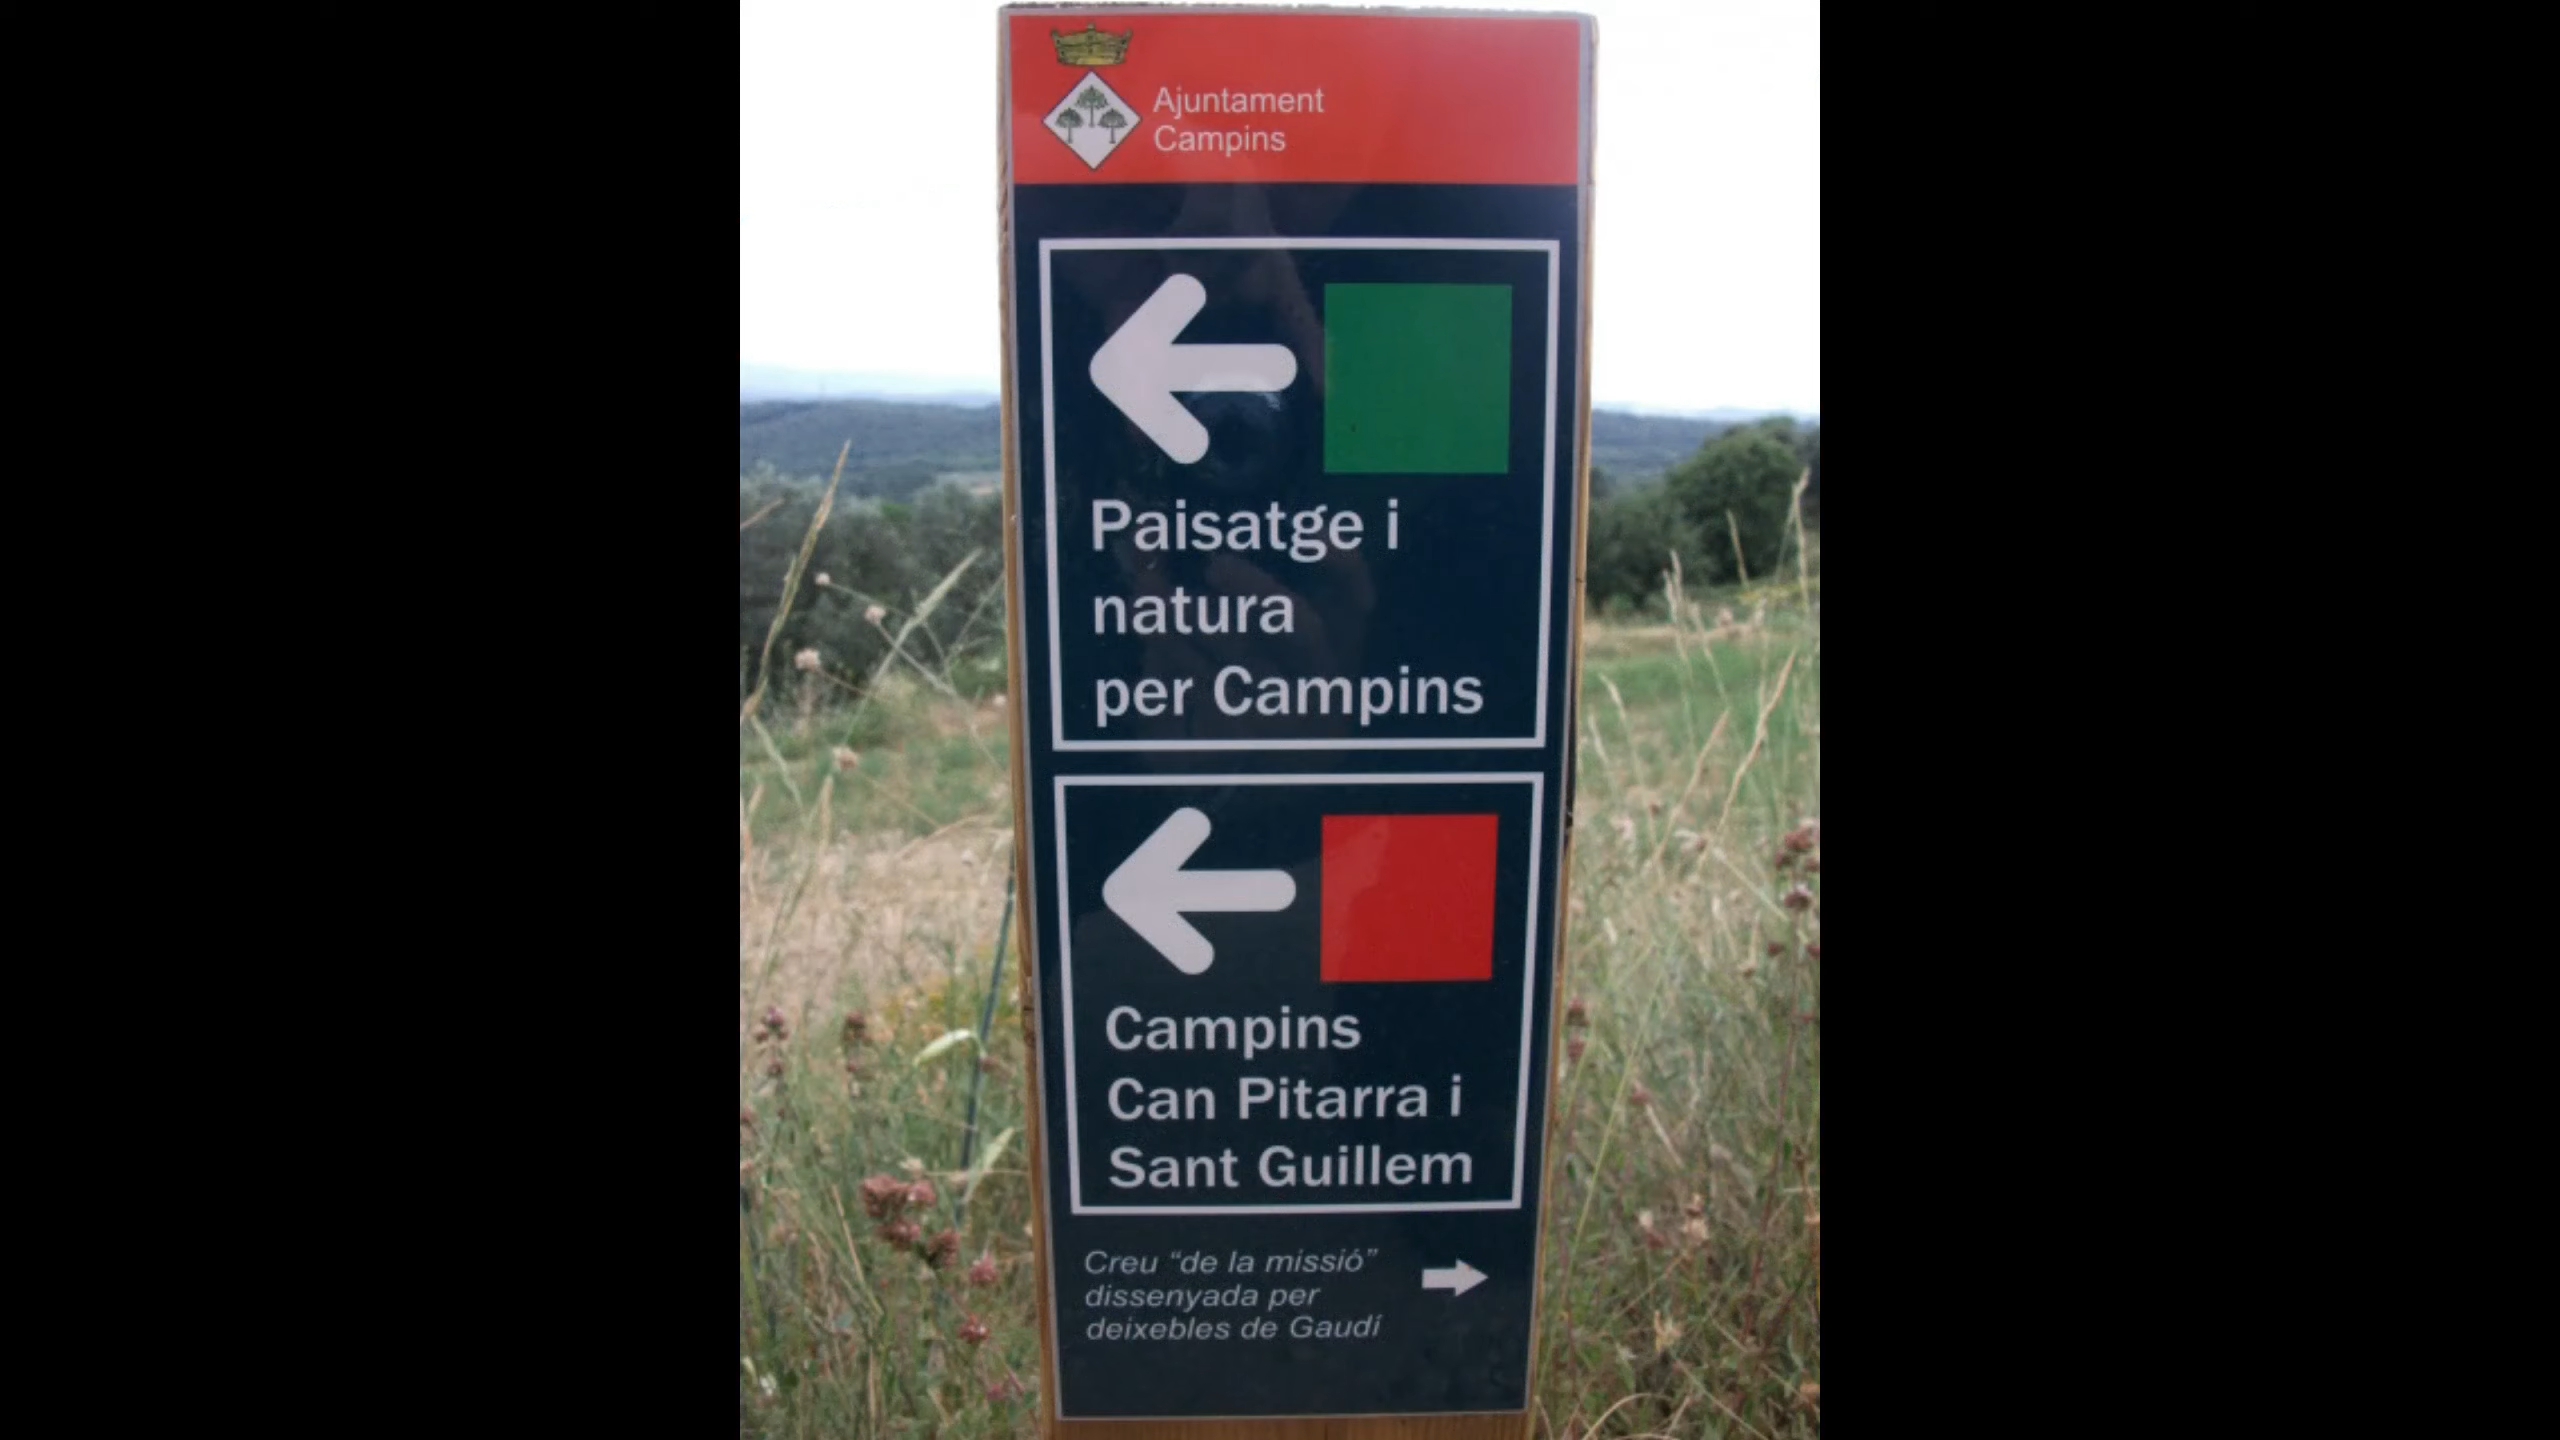 Ajuntament
Campins
Paisatge i
natura
per Campins
Campins
Can Pitarra i
Sant Guillem
Creu “de la missió”
dissenyada per
deixebles de Gaudí